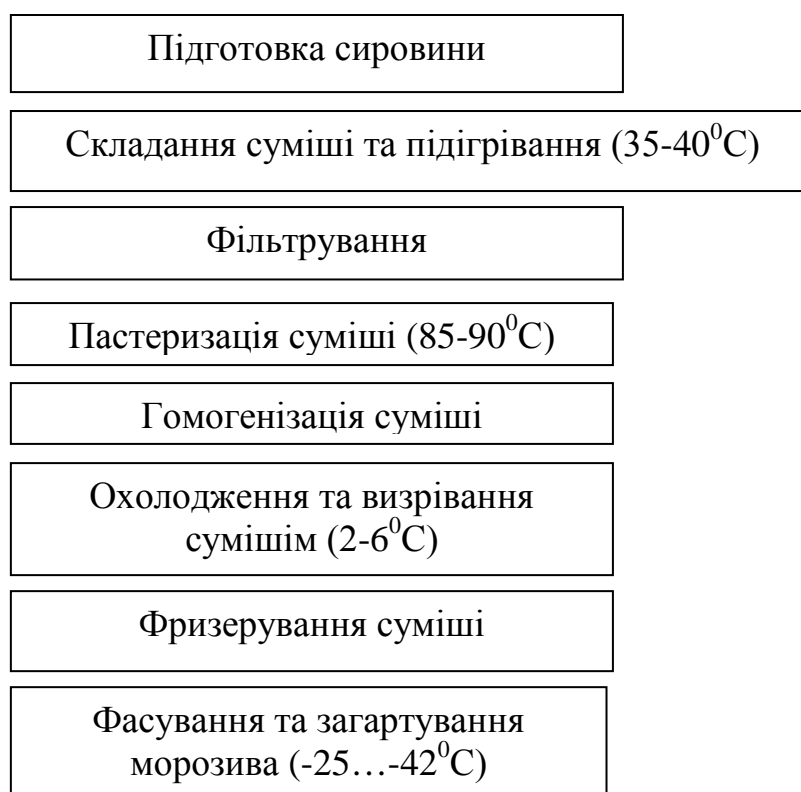 Підготовка сировини
Складання суміші та підігрівання (35-40⁰С)
Фільтрування
Пастеризація суміші (85-90⁰С)
Гомогенізація суміші
Охолодження та визрівання
сумішім (2-6⁰С)
Фризерування суміші
Фасування та загартування
морозива (-25…-42⁰С)